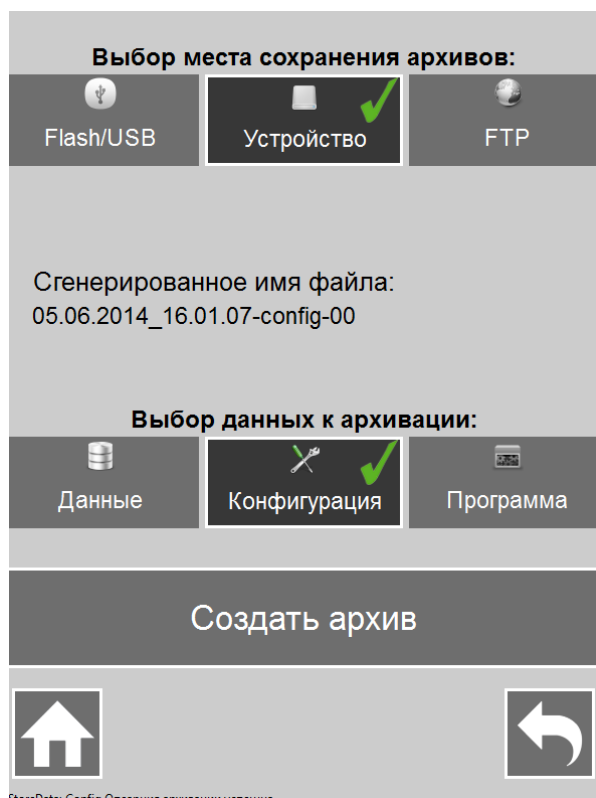 Выбор места сохранения архивов:
Flash/USB
Устройство
FTP
Сгенерированное имя файла:
05.06.2014_16.01.07-config-00
Выбор данных к архивации:
Данные
Конфигурация
Программа
Создать архив